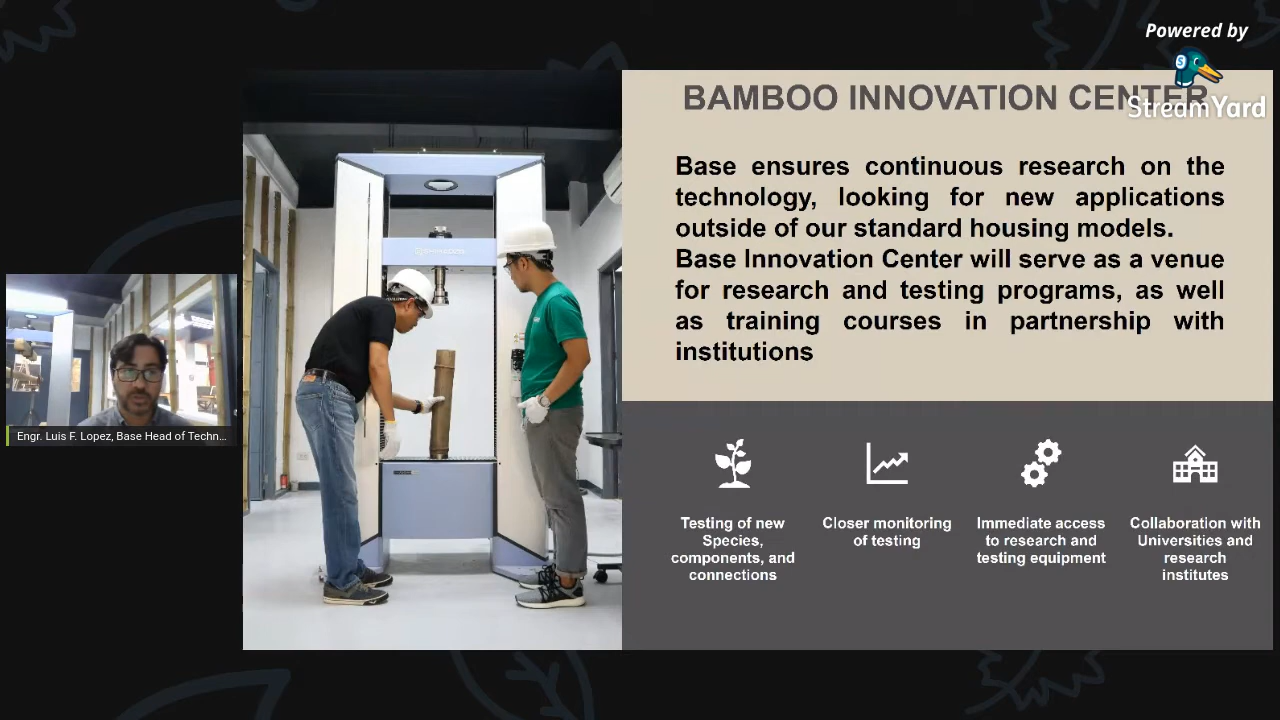 Powered by
StreamYard
BAMBOO INNOVATION CENTER
Base ensures continuous research on the
technology, looking for new applications
outside of our standard housing models.
Base Innovation Center will serve as a venue
for research and testing programs, as well
as training courses in partnership with
institutions
Testing of new
Species,
components, and
connections
Closer monitoring
of testing
Immediate access
to research and
testing equipment
Collaboration with
Universities and
research
institutes
Engr. Luis F. Lopez, Base Head of Techn...